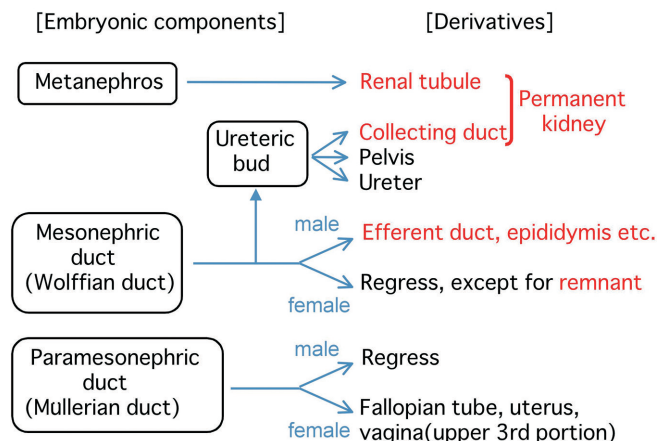 [Embryonic components]
[Derivatives]
Metanephros
Renal tubule
Permanent
kidney
Ureteric
bud
Collecting duct
Pelvis
Ureter
Mesonephric
duct
(Wolffian duct)
male
Efferent duct, epididymis etc.
female
Regress, except for remnant
Paramesonephric
duct
(Mullerian duct)
male
Regress
female
Fallopian tube, uterus,
vagina(upper 3rd portion)